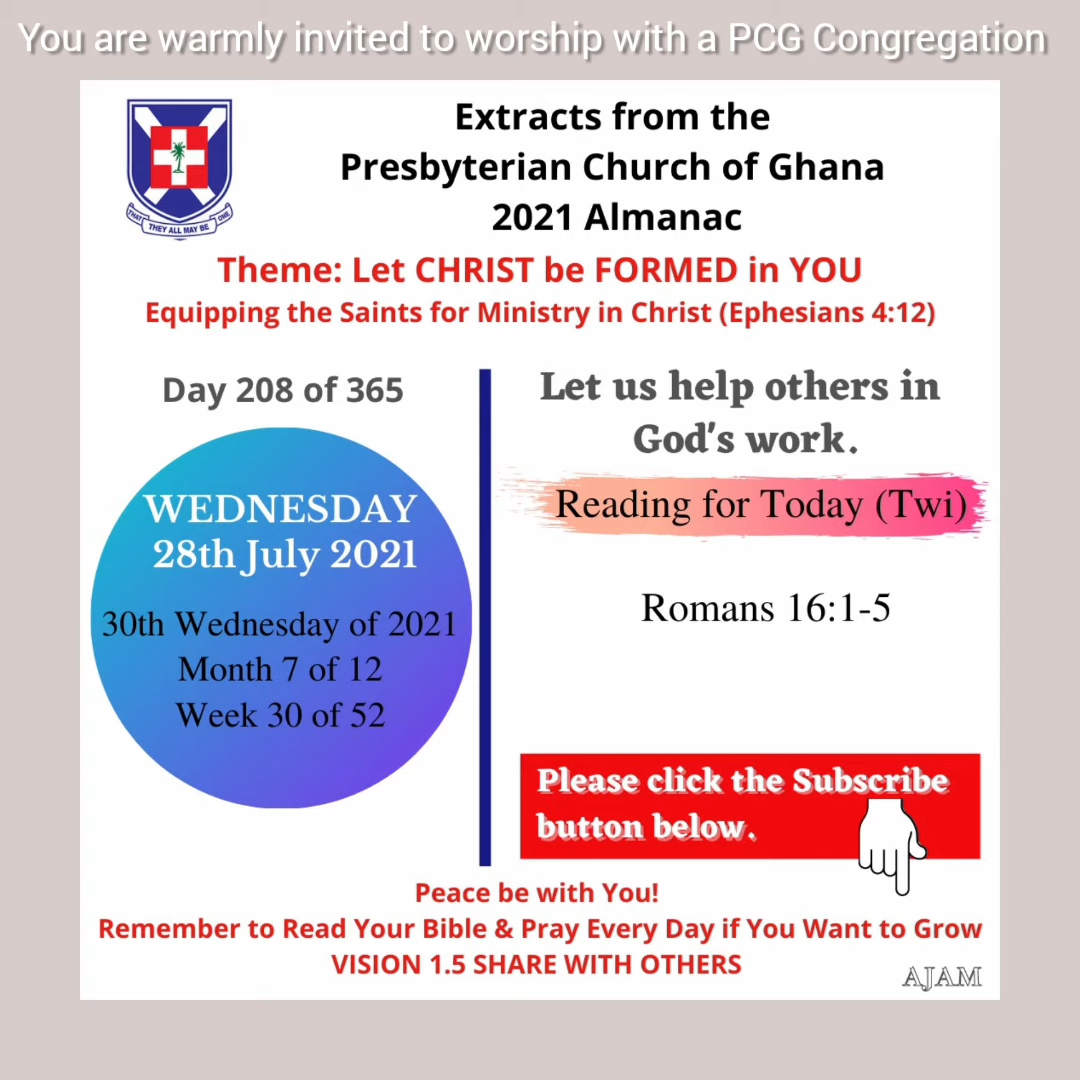 You are warmly invited to worship with a PCG Congregation
Extracts from the
Presbyterian Church of Ghana
2021 Almanac
THAT THEY ALL MAY BE ONE
Theme: Let CHRIST be FORMED in YOU
Equipping the Saints for Ministry in Christ (Ephesians 4:12)
Day 208 of 365
WEDNESDAY
28th July 2021
30th Wednesday of 2021
Month 7 of 12
Week 30 of 52
Let us help others in
God's work.
Reading for Today (Twi)
Romans 16:1-5
Please click the Subscribe
button below.
Peace be with You!
Remember to Read Your Bible & Pray Every Day if You Want to Grow
VISION 1.5 SHARE WITH OTHERS
AJAM